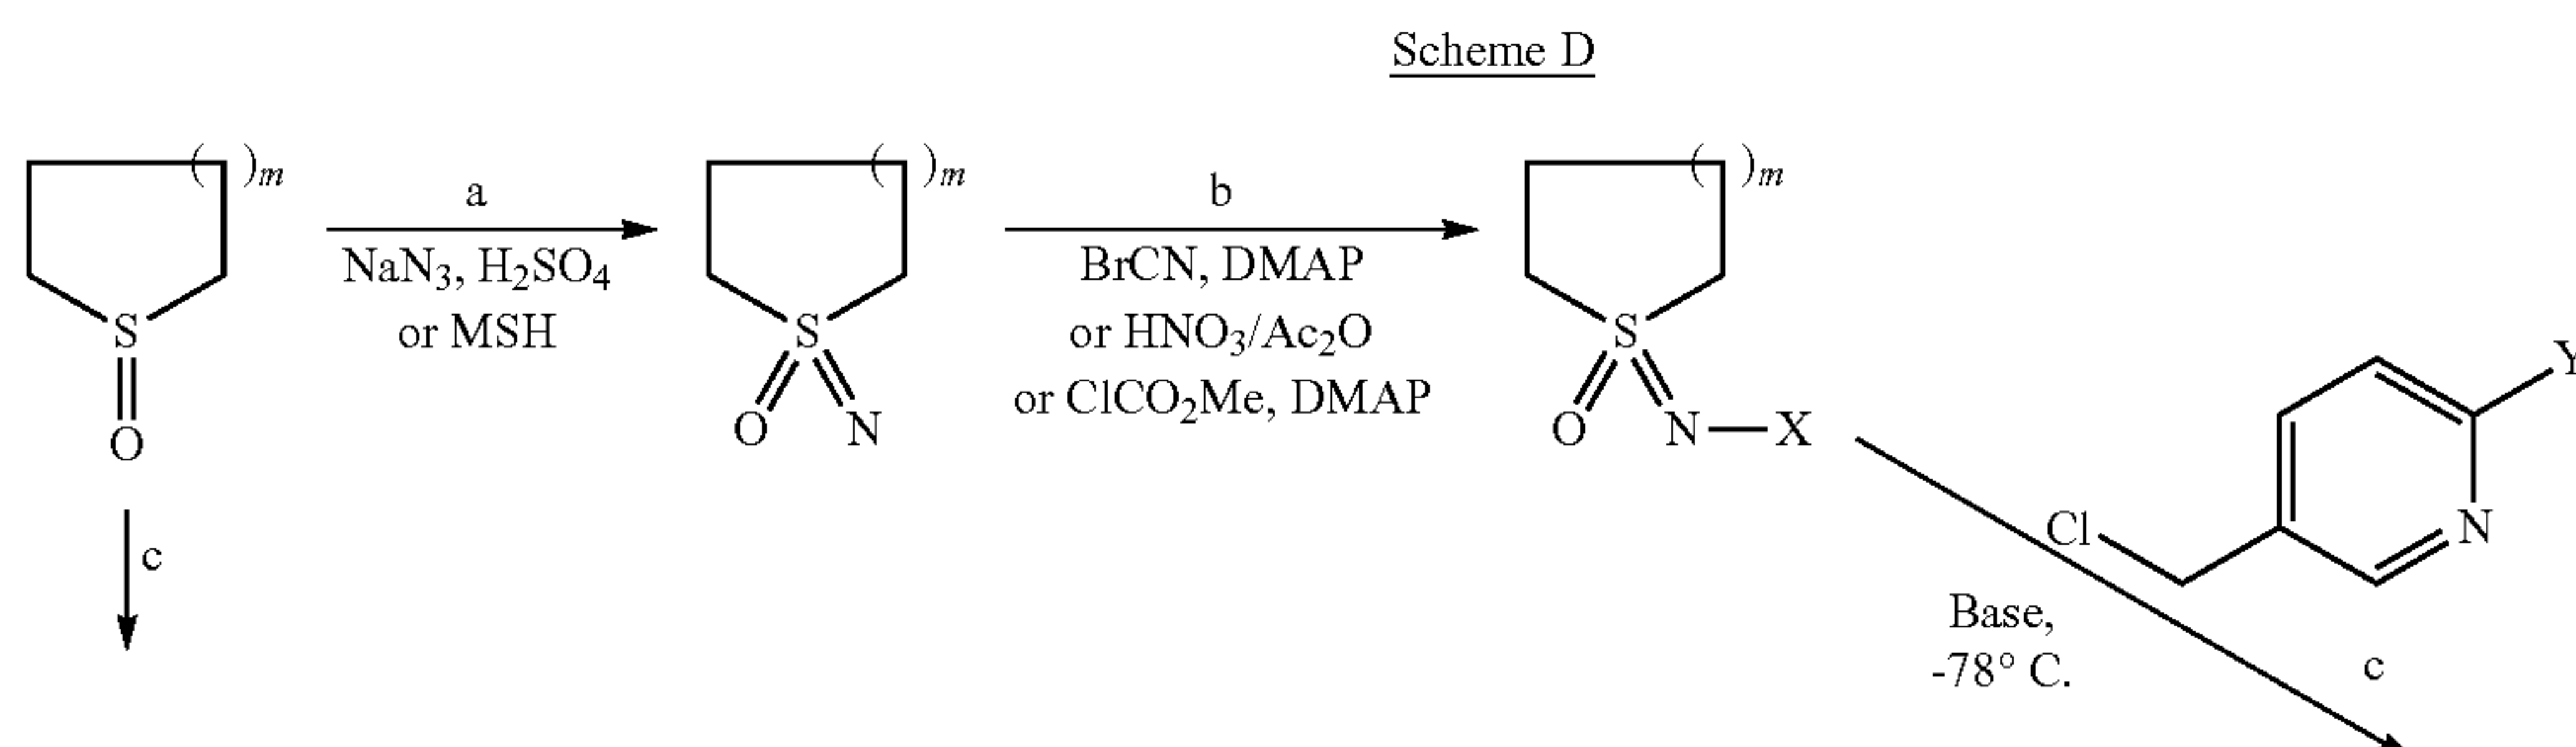 Scheme D
( )m
S
O
a
NaN3, H2SO4
or MSH
( )m
S
O
N
b
BrCN, DMAP
or HNO3/Ac2O
or ClCO2Me, DMAP
( )m
S
O
N—X
Y
N
Cl
Base,
-78° C.
c
c